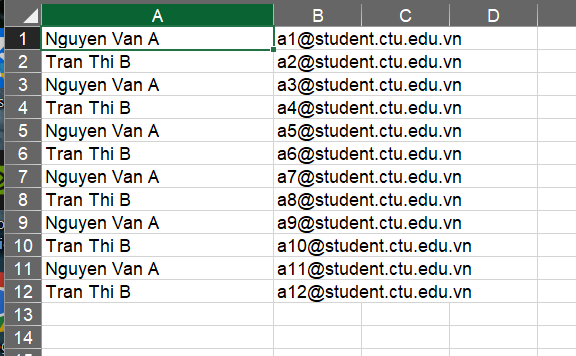 A B C D
1 Nguyen Van A a1@student.ctu.edu.vn
2 Tran Thi B a2@student.ctu.edu.vn
3 Nguyen Van A a3@student.ctu.edu.vn
4 Tran Thi B a4@student.ctu.edu.vn
5 Nguyen Van A a5@student.ctu.edu.vn
6 Tran Thi B a6@student.ctu.edu.vn
7 Nguyen Van A a7@student.ctu.edu.vn
8 Tran Thi B a8@student.ctu.edu.vn
9 Nguyen Van A a9@student.ctu.edu.vn
10 Tran Thi B a10@student.ctu.edu.vn
11 Nguyen Van A a11@student.ctu.edu.vn
12 Tran Thi B a12@student.ctu.edu.vn
13
14